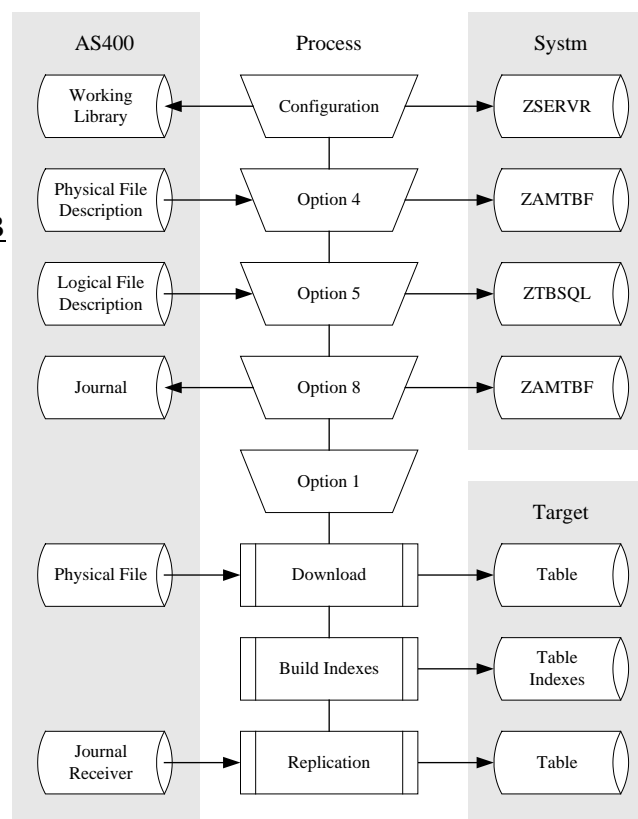 AS400
Process
Systm
Working
Library
Configuration
ZSERVR
Physical File
Description
Option 4
ZAMTBF
Logical File
Description
Option 5
ZTBSQL
Journal
Option 8
ZAMTBF
Option 1
Target
Physical File
Download
Table
Build Indexes
Table
Indexes
Journal
Receiver
Replication
Table